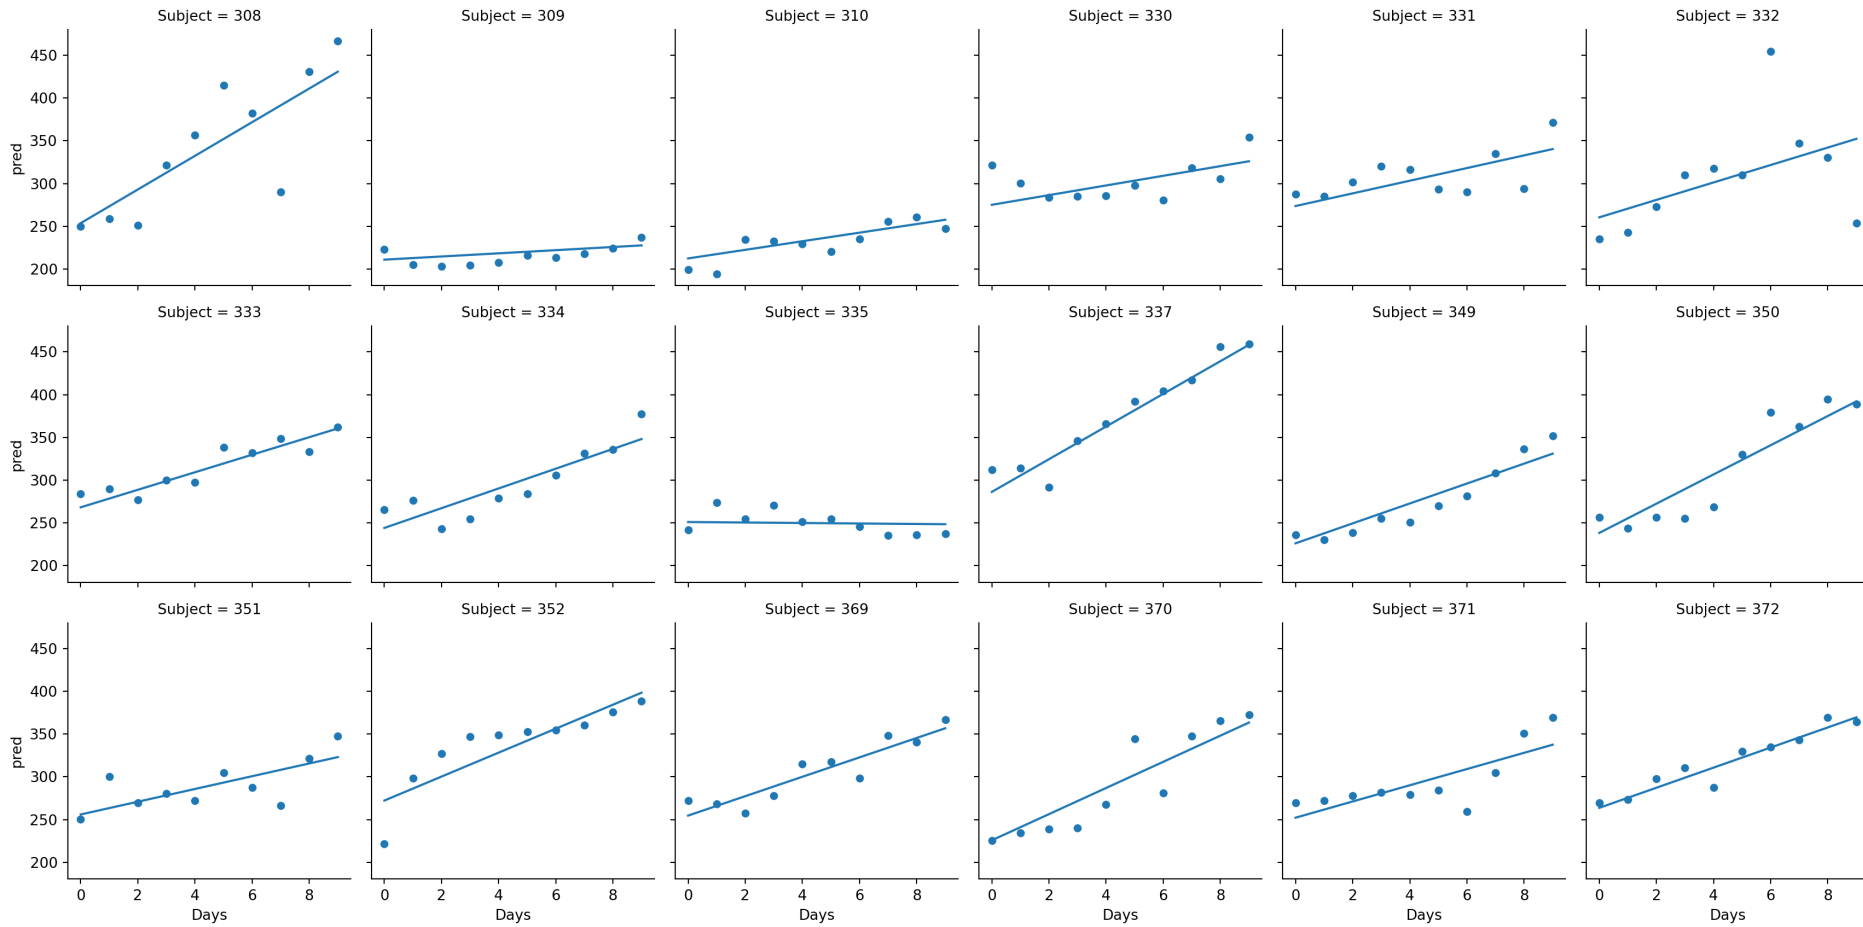 Subject = 308 Subject = 309 Subject = 310 Subject = 330 Subject = 331 Subject = 332
450
400
350
300
250
200
pred
Subject = 333 Subject = 334 Subject = 335 Subject = 337 Subject = 349 Subject = 350
450
400
350
300
250
200
pred
Subject = 351 Subject = 352 Subject = 369 Subject = 370 Subject = 371 Subject = 372
450
400
350
300
250
200
pred
0 2 4 6 8 0 2 4 6 8 0 2 4 6 8 0 2 4 6 8 0 2 4 6 8 0 2 4 6 8
Days Days Days Days Days Days